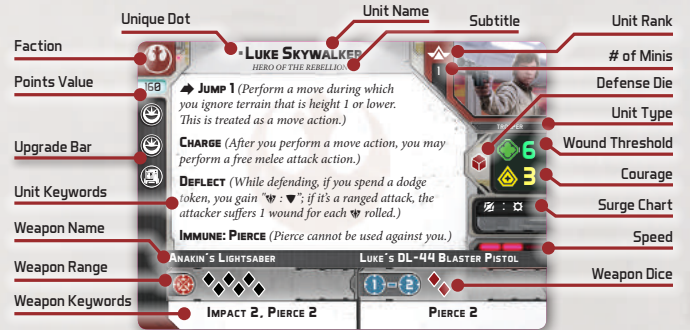 Unique Dot
Unit Name
Subtitle
Unit Rank
Faction
Points Value
Upgrade Bar
Unit Keywords
Weapon Name
Weapon Range
Weapon Keywords
# of Minis
Defense Die
Unit Type
Wound Threshold
Courage
Surge Chart
Speed
Weapon Dice
• Luke Skywalker
HERO OF THE REBELLION
160
1
Jump 1 (Perform a move during which
you ignore terrain that is height 1 or lower.
This is treated as a move action.)
Charge (After you perform a move action, you may
perform a free melee attack action.)
Deflect (While defending, if you spend a dodge
token, you gain " : "; if it's a ranged attack, the
attacker suffers 1 wound for each rolled.)
Immune: Pierce (Pierce cannot be used against you.)
TROOPER
6
3
:
Anakin's Lightsaber
Luke's DL-44 Blaster Pistol
1 - 2
Impact 2, Pierce 2
Pierce 2